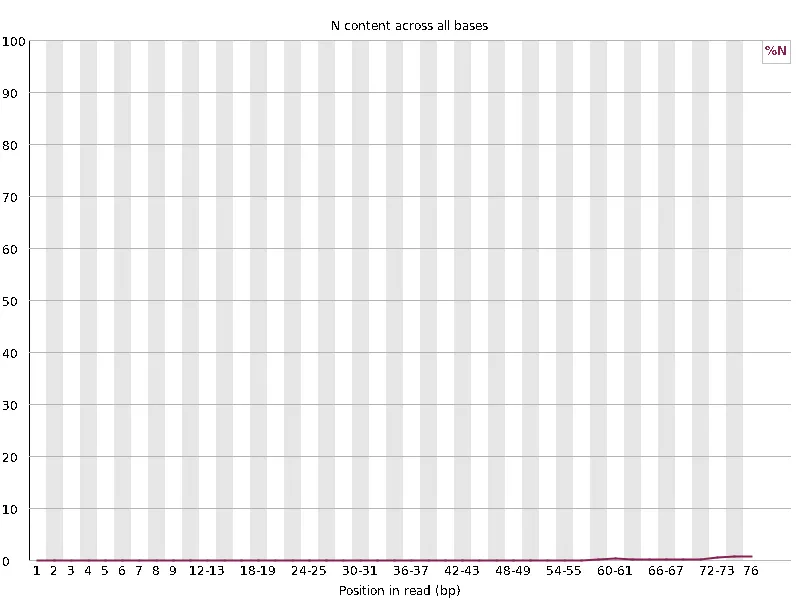 N content across all bases
%N
100
90
80
70
60
50
40
30
20
10
0
1 2 3 4 5 6 7 8 9 12-13 18-19 24-25 30-31 36-37 42-43 48-49 54-55 60-61 66-67 72-73 76
Position in read (bp)